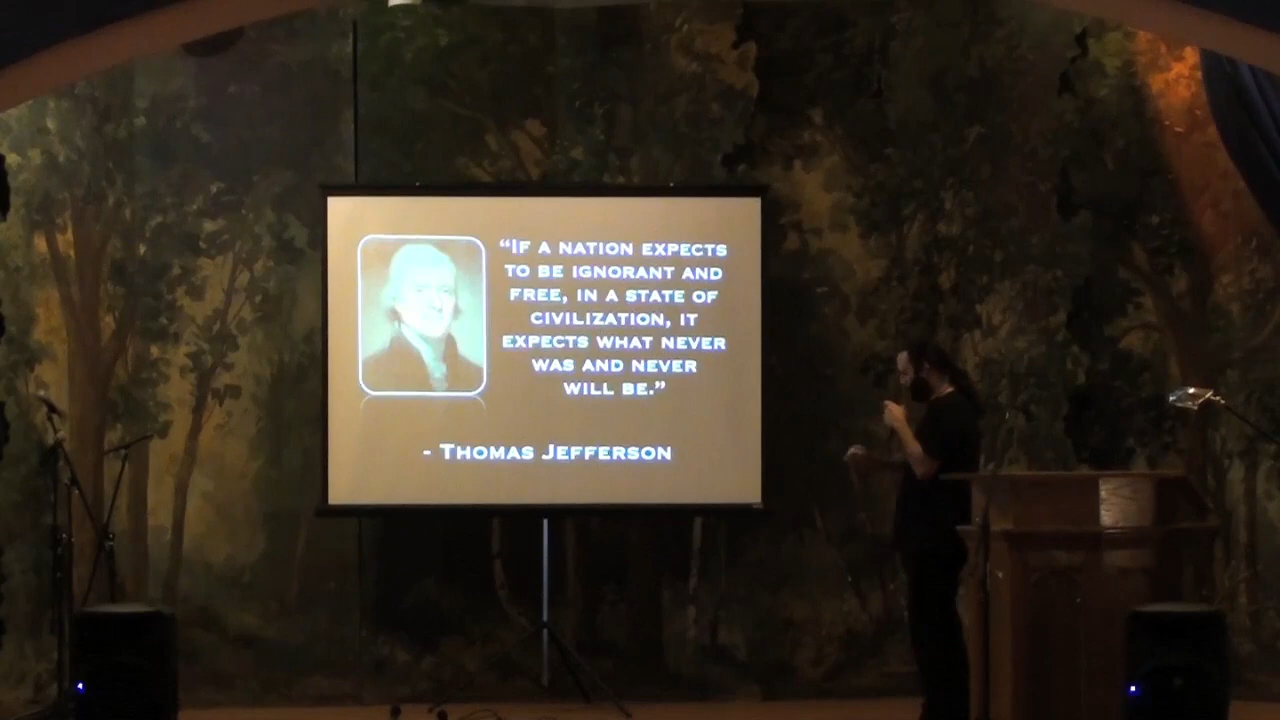 “If a nation expects
to be ignorant and
free, in a state of
civilization, it
expects what never
was and never
will be.”
- Thomas Jefferson